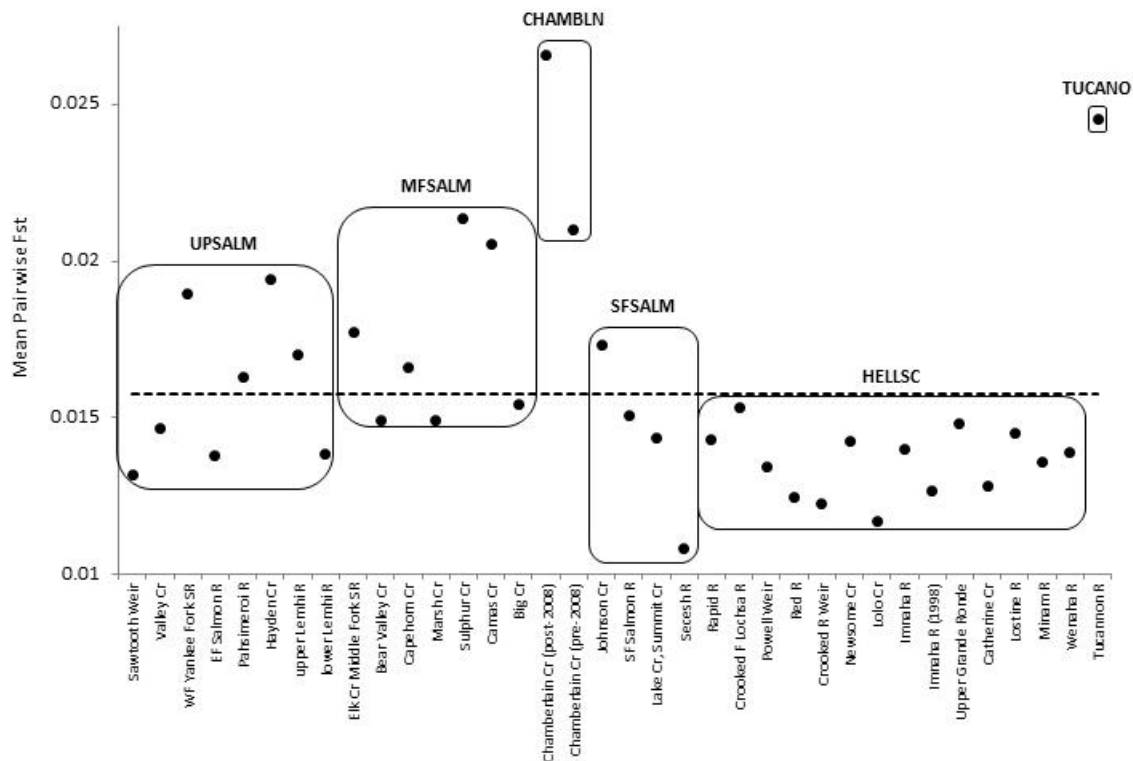 CHAMBLN
TUCANO
MFSALM
UPSALM
SFSALM
HELLSC
Mean Pairwise Fst
0.025
0.02
0.015
0.01
Sawtooth Weir
Valley Cr
WF Yankee Fork SR
EF Salmon R
Pahsimeroi R
Hayden Cr
upper Lemhi R
lower Lemhi R
Elk Cr Middle Fork SR
Bear Valley Cr
Capehorn Cr
Marsh Cr
Sulphur Cr
Camas Cr
Big Cr
Chamberlain Cr (post-2008)
Chamberlain Cr (pre-2008)
Johnson Cr
SF Salmon R
Lake Cr, Summit Cr
Secesh R
Rapid R
Crooked F Lochsa R
Powell Weir
Red R
Crooked R Weir
Newsome Cr
Lolo Cr
Imnaha R
Imnaha R (1998)
Upper Grande Ronde
Catherine Cr
Lostine R
Minam R
Wenaha R
Tucannon R